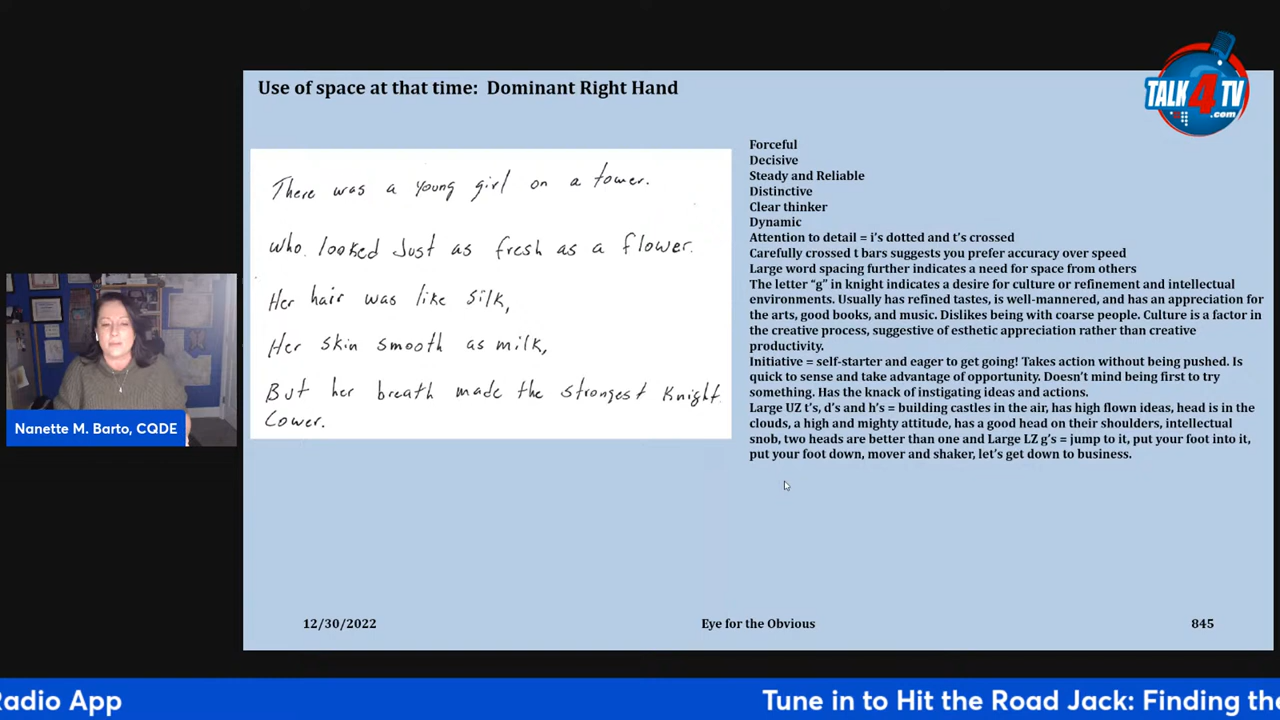 TALK4TV
.com
Use of space at that time:  Dominant Right Hand
There was a young girl on a tower.
who. looked Just as fresh as a flower.
Her hair was like silk,
Her skin smooth as milk,
But her breath made the strongest Knight
Cower.
Forceful
Decisive
Steady and Reliable
Distinctive
Clear thinker
Dynamic
Attention to detail = i's dotted and t's crossed
Carefully crossed t bars suggests you prefer accuracy over speed
Large word spacing further indicates a need for space from others
The letter "g" in knight indicates a desire for culture or refinement and intellectual
environments. Usually has refined tastes, is well-mannered, and has an appreciation for
the arts, good books, and music. Dislikes being with coarse people. Culture is a factor in
the creative process, suggestive of esthetic appreciation rather than creative
productivity.
Initiative = self-starter and eager to get going! Takes action without being pushed. Is
quick to sense and take advantage of opportunity. Doesn't mind being first to try
something. Has the knack of instigating ideas and actions.
Large UZ t's, d's and h's = building castles in the air, has high flown ideas, head is in the
clouds, a high and mighty attitude, has a good head on their shoulders, intellectual
snob, two heads are better than one and Large LZ g's = jump to it, put your foot into it,
put your foot down, mover and shaker, let's get down to business.
Nanette M. Barto, CQDE
12/30/2022
Eye for the Obvious
845
Radio App
Tune in to Hit the Road Jack: Finding the